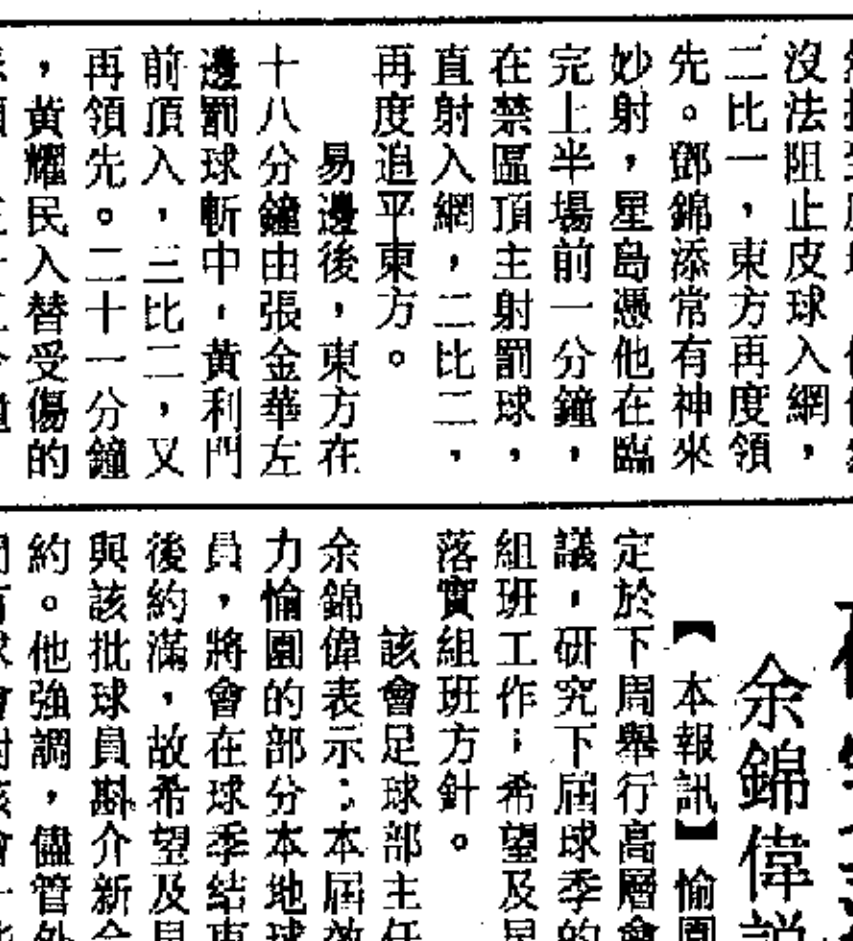 沒法阻止皮球入網，
二比一，東方再度領
先。鄧錦添常有神來
妙射，星島憑他在臨
完上半場前一分鐘，
在禁區頂主射罰球，
直射入網，二比二，
再度追平東方。
易邊後，東方在
十八分鐘由張金華左
邊罰球斬中，黃利門
前頂入，三比二，又
再領先。二十一分鐘
，黃耀民入替受傷的
余錦偉説
【本報訊】愉園
定於下周舉行高層會
議，研究下屆球季的
組班工作；希望及早
落實組班方針。
該會足球部主任
余錦偉表示：本屆效
力愉園的部分本地球
員，將會在球季結束
後約滿，故希望及早
與該批球員斟介新合
約。他強調，儘管外